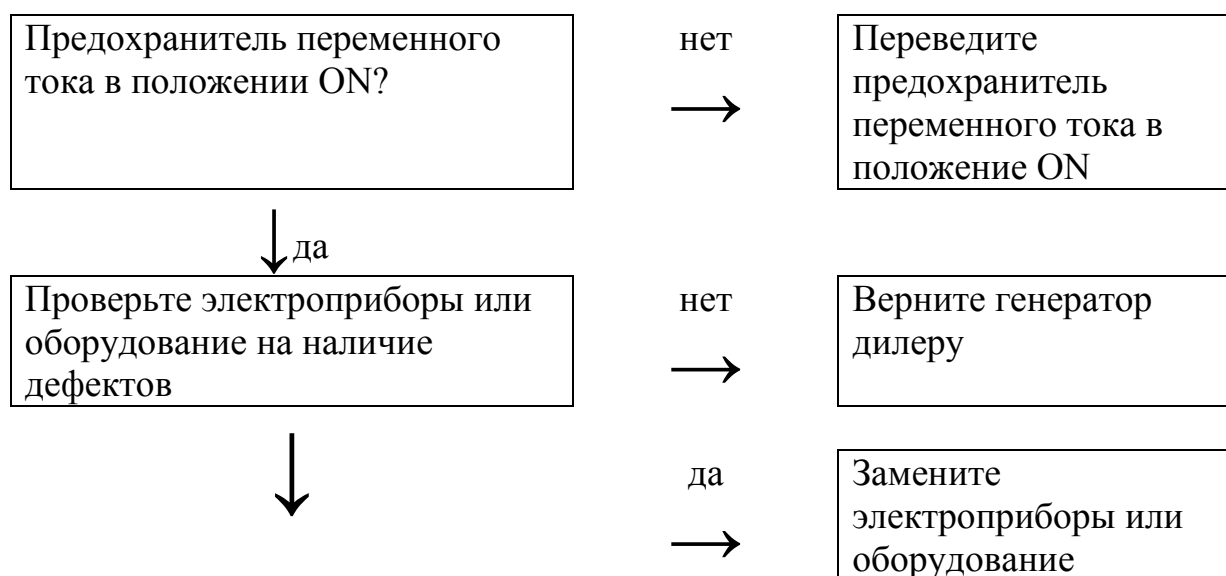 Предохранитель переменного
тока в положении ON?
нет
Переведите
предохранитель
переменного тока в
положение ON
да
Проверьте электроприборы или
оборудование на наличие
дефектов
нет
Верните генератор
дилеру
да
Замените
электроприборы или
оборудование